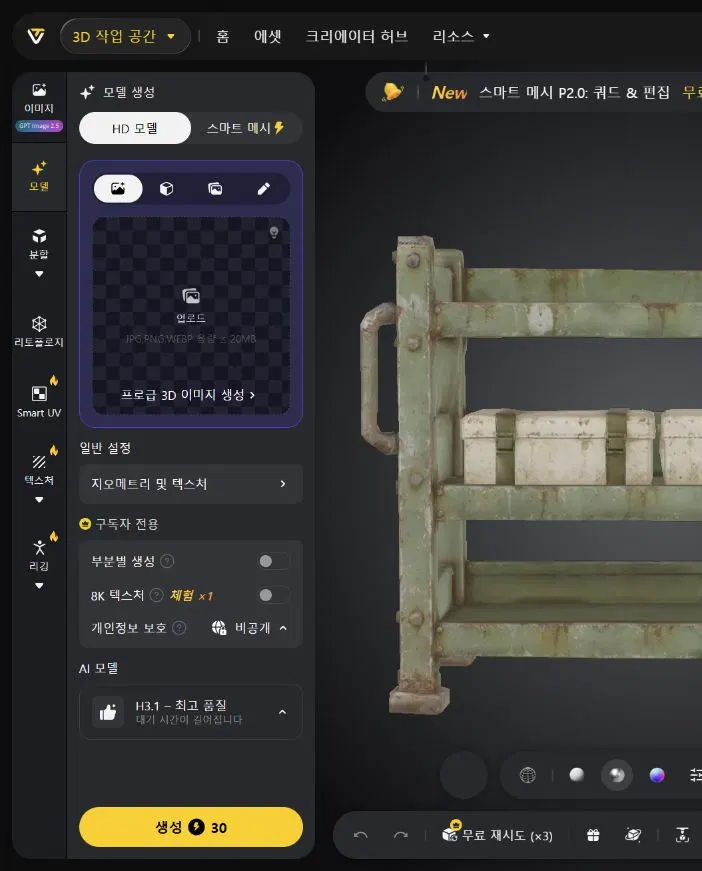 3D 작업 공간
홈
에셋
크리에이터 허브
리소스
이미지
GPT Image 2.5
모델
분할
리토폴로지
Smart UV
텍스처
리깅
모델 생성
HD 모델
스마트 메시
업로드
JPG,PNG,WEBP 용량 ≤ 20MB
프로급 3D 이미지 생성
일반 설정
지오메트리 및 텍스처
구독자 전용
부분별 생성
8K 텍스처 체험 ×1
개인정보 보호 비공개
AI 모델
H3.1 – 최고 품질
대기 시간이 길어집니다
생성 30
New 스마트 메시 P2.0: 쿼드 & 편집 무료
무료 재시도 (×3)